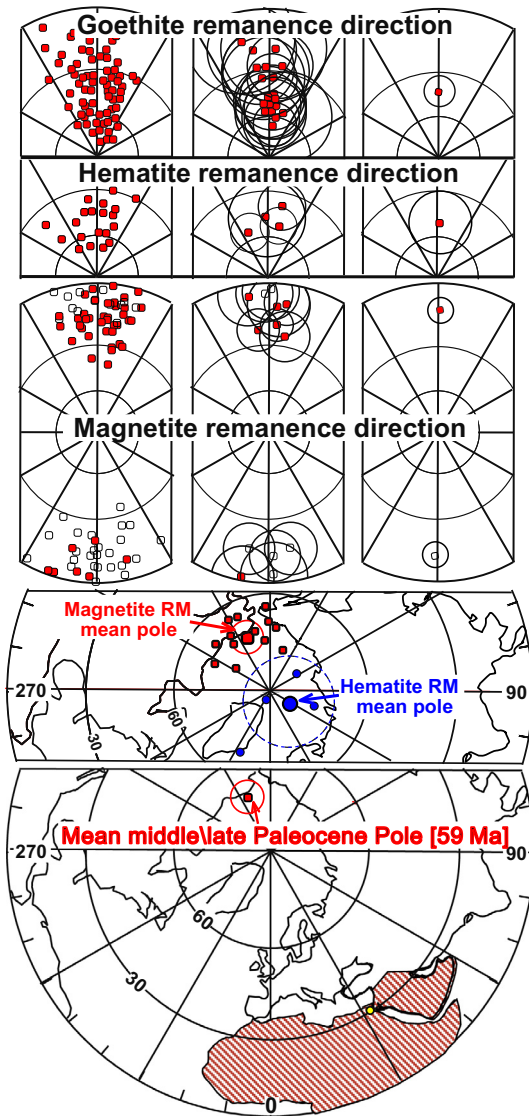 Goethite remanence direction
Hematite remanence direction
Magnetite remanence direction
Magnetite RM
mean pole
270
Hematite RM
mean pole
90
60
30
Mean middle\late Paleocene Pole [59 Ma]
270
90
60
30
0